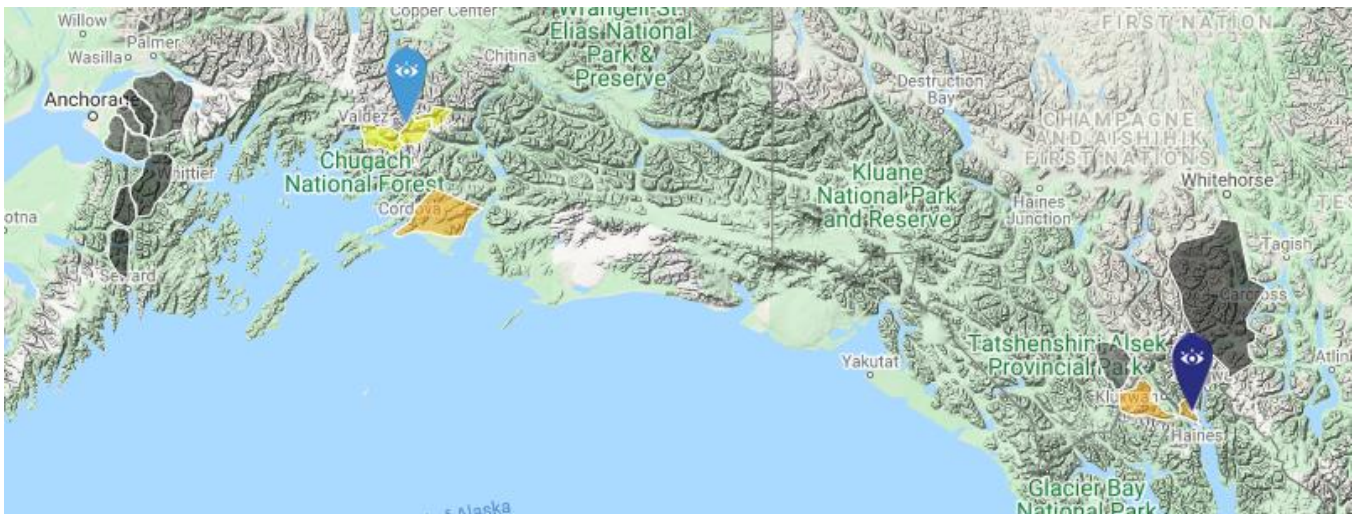 Copper Center
Wrangell-St.
Elias National
Park &
Preserve
FIRST NATION
Willow
Palmer
Wasilla
Chitina
Destruction
Bay
Anchorage
Valdez
CHAMPAGNE
AND AISHIHIK
FIRST NATIONS
Whittier
Chugach
National Forest
Kluane
National Park
and Reserve
Whitehorse
Haines
Junction
Cordova
Tagish
Seward
Carcross
Yakutat
Tatshenshini-Alsek
Provincial Park
Atlin
Klukwan
Haines
Glacier Bay
National Park
of Alaska